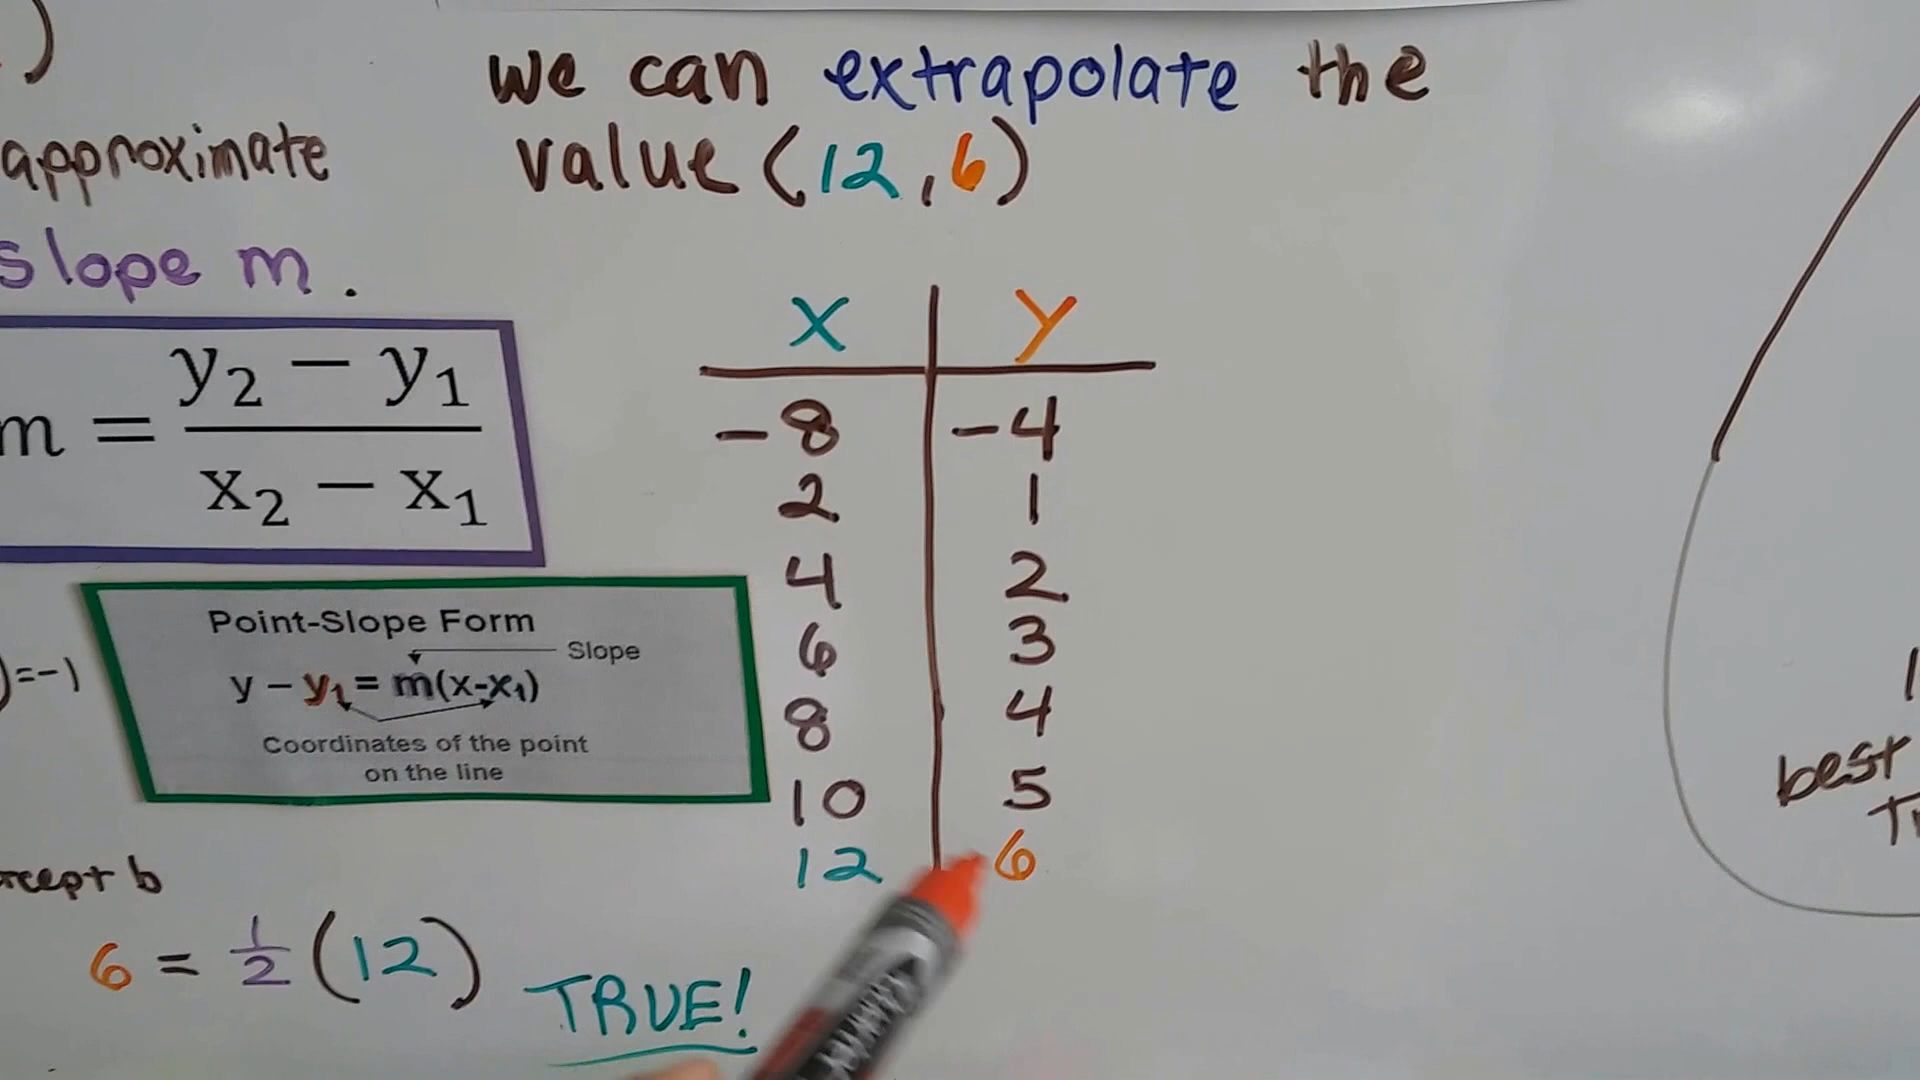 )
we can extrapolate the
value (12, 6)
approximate
slope m.
m = y₂ − y₁ / x₂ − x₁
Point-Slope Form
Slope
y − y₁ = m(x-x₁)
Coordinates of the point
on the line
)=-1
x y
-8 -4
2 1
4 2
6 3
8 4
10 5
12 6
b
6 = 1/2 (12)
TRUE!
best